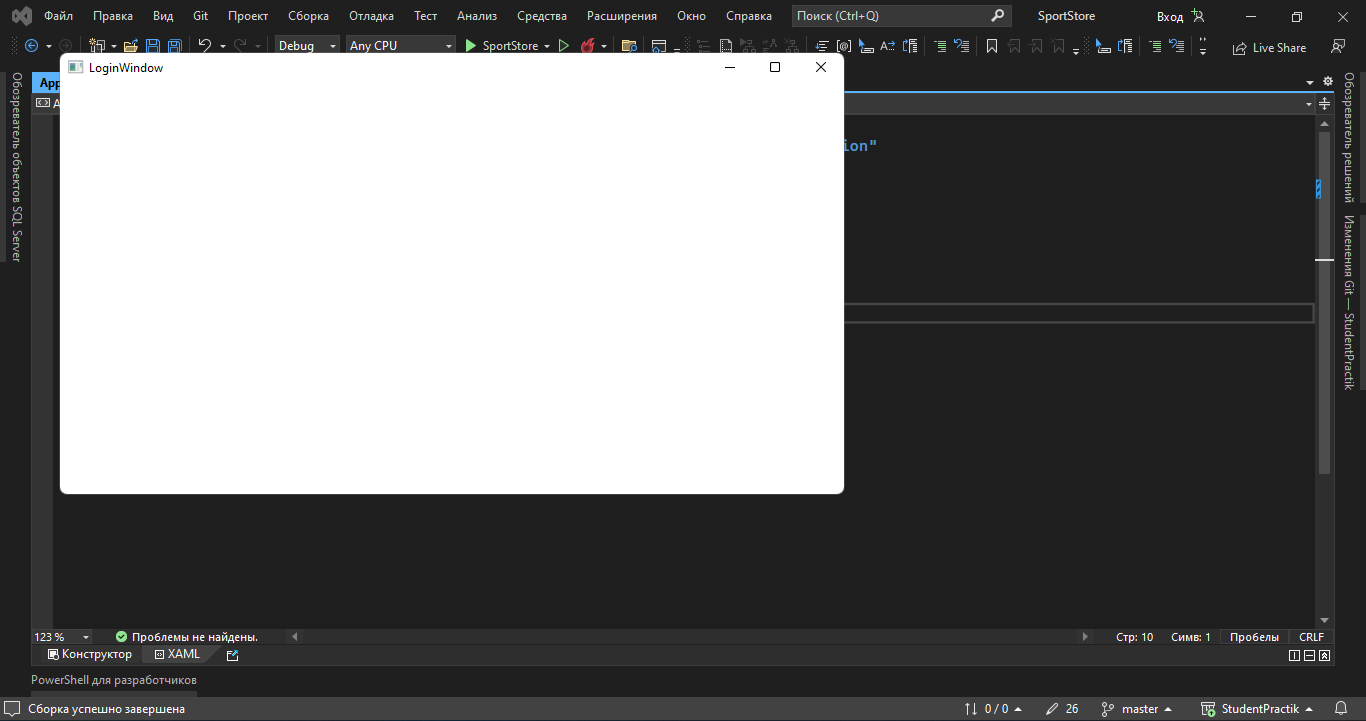 Файл Правка Вид Git Проект Сборка Отладка Тест Анализ Средства Расширения Окно Справка Поиск (Ctrl+Q) SportStore Вход
Debug Any CPU SportStore Live Share
LoginWindow
App
A
ion"
Обозреватель объектов SQL Server
Обозреватель решений
Изменения Git — StudentPractik
123 % Проблемы не найдены. Стр: 10 Симв: 1 Пробелы CRLF
Конструктор XAML
PowerShell для разработчиков
Сборка успешно завершена 0 / 0 26 master StudentPractik